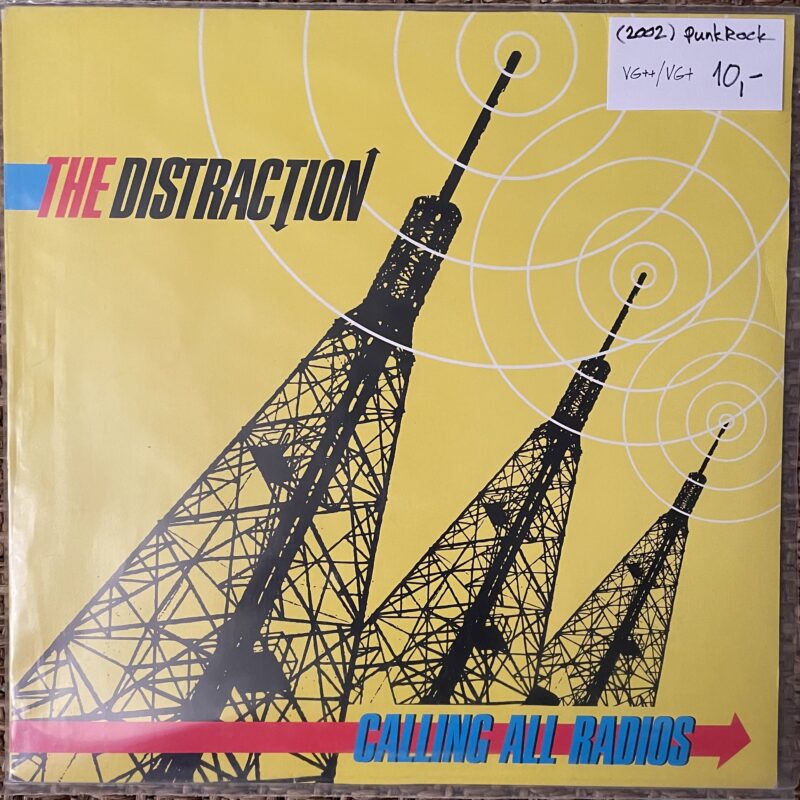 (2002) PunkRock
VG++/VG+ 10,-
THE DISTRACTION
CALLING ALL RADIOS